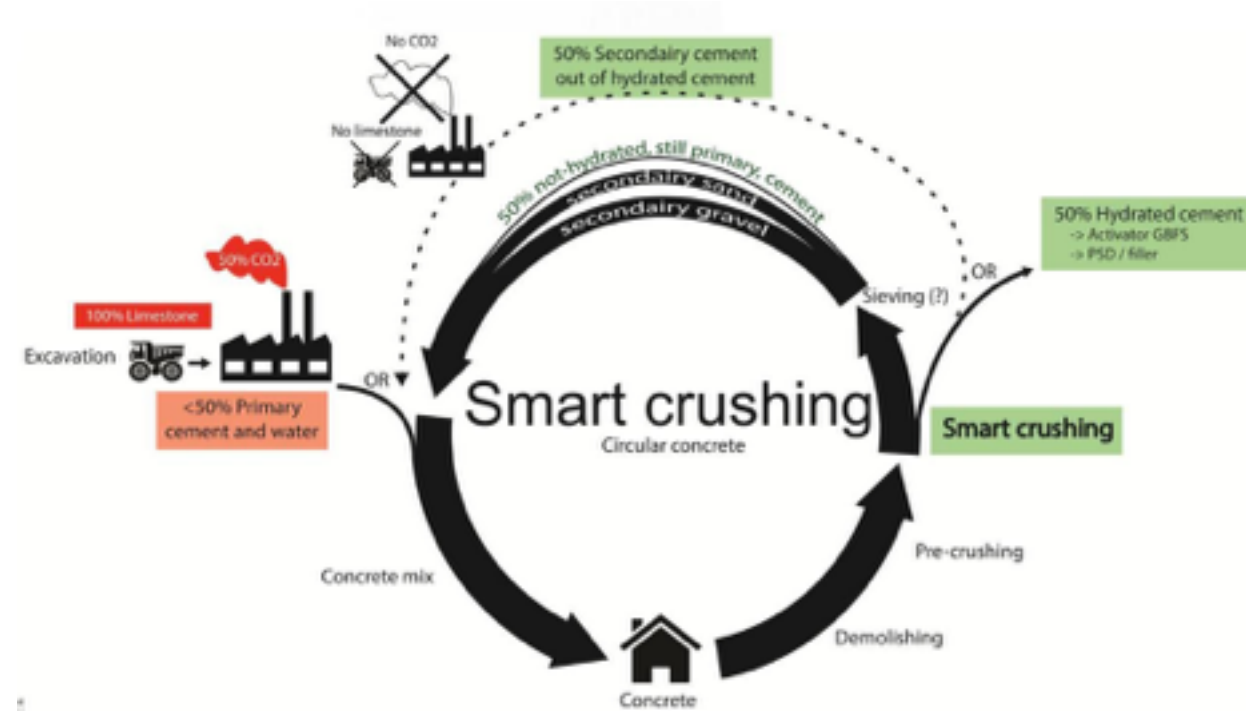 No CO2
50% Secondairy cement
out of hydrated cement
No limestone
50% not-hydrated, still primary, cement
secondairy sand
secondairy gravel
50% Hydrated cement
-> Activator GBFS
-> PSD / filler
OR
Sieving (?)
50% CO2
100% Limestone
Excavation
OR
<50% Primary
cement and water
Smart crushing
Circular concrete
Smart crushing
Pre-crushing
Concrete mix
Demolishing
Concrete